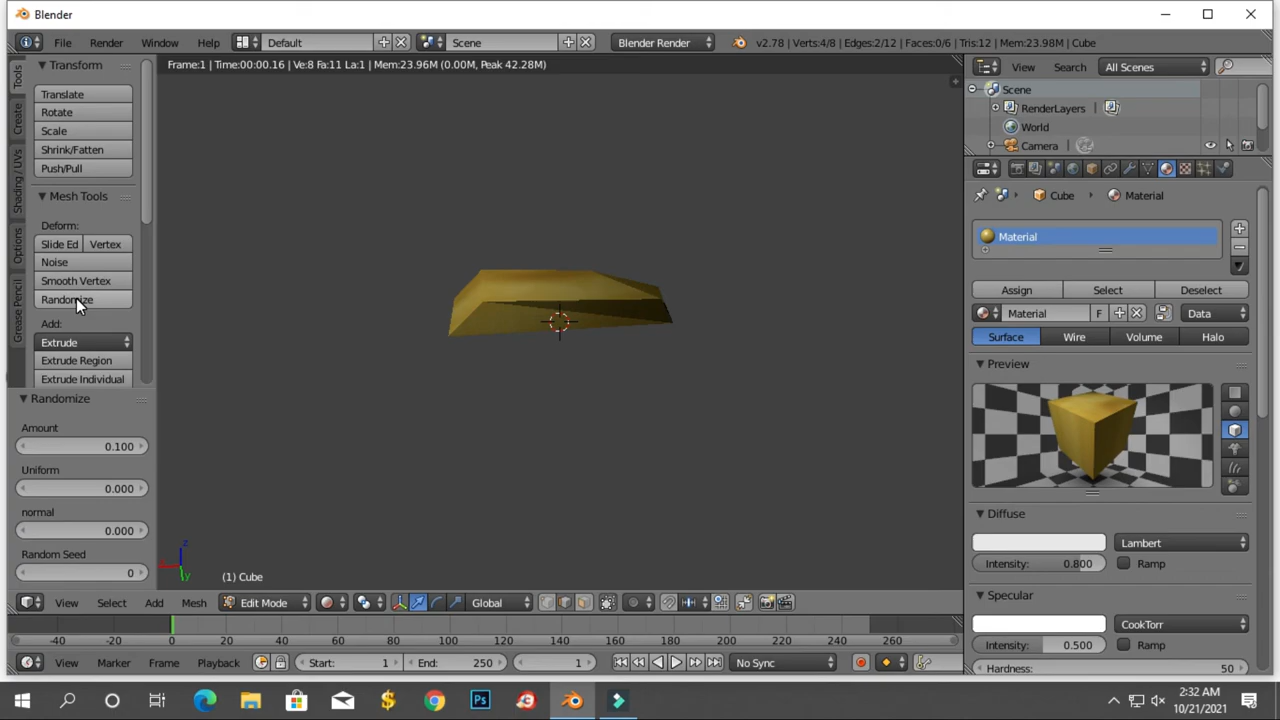 Blender
File Render Window Help Default Scene Blender Render v2.78 | Verts:4/8 | Edges:2/12 | Faces:0/6 | Tris:12 | Mem:23.98M | Cube
Frame:1 | Time:00:00.16 | Ve:8 Fa:11 La:1 | Mem:23.96M (0.00M, Peak 42.28M)
Tools
Create
Shading / UVs
Options
Grease Pencil
Transform
Translate
Rotate
Scale
Shrink/Fatten
Push/Pull
Mesh Tools
Deform:
Slide Ed Vertex
Noise
Smooth Vertex
Randomize
Add:
Extrude
Extrude Region
Extrude Individual
Randomize
Amount
0.100
Uniform
0.000
normal
0.000
Random Seed
0
z
y
(1) Cube
View Select Add Mesh Edit Mode Global
-40 -20 0 20 40 60 80 100 120 140 160 180 200 220 240 260
View Marker Frame Playback Start: 1 End: 250 1 No Sync
View Search All Scenes
Scene
RenderLayers |
World
Camera |
Cube Material
Material
Assign Select Deselect
Material F Data
Surface Wire Volume Halo
Preview
Diffuse
Lambert
Intensity: 0.800 Ramp
Specular
CookTorr
Intensity: 0.500 Ramp
Hardness: 50
Ps
2:32 AM
10/21/2021